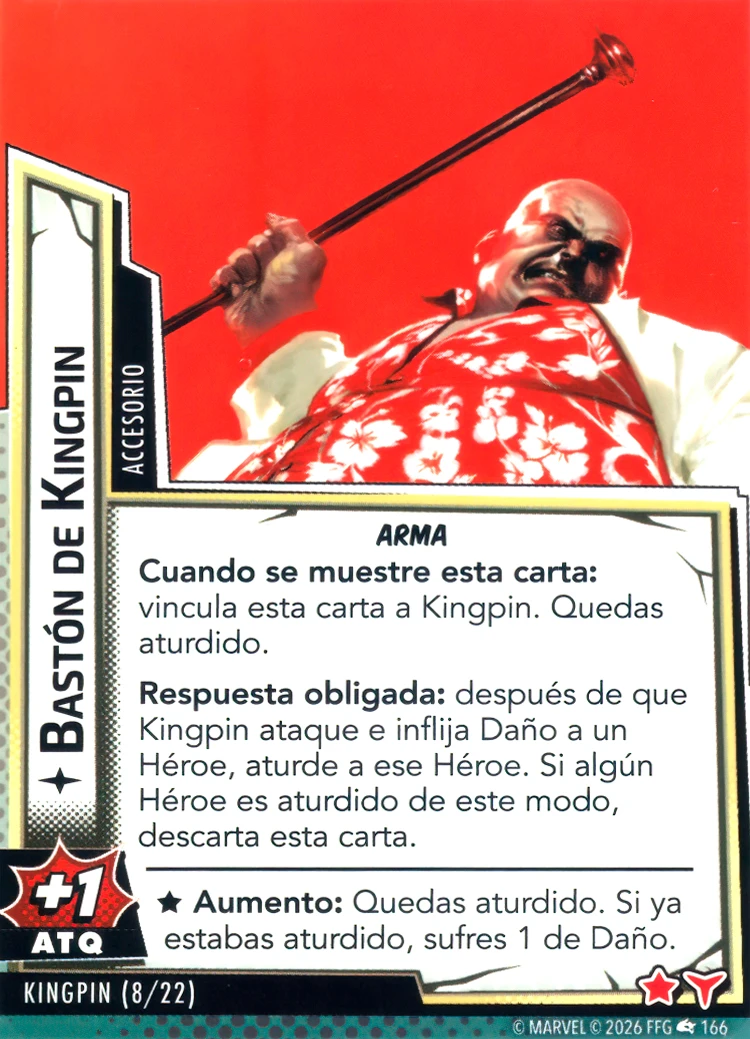 ACCESORIO
BASTÓN DE KINGPIN
ARMA
Cuando se muestre esta carta:
vincula esta carta a Kingpin. Quedas
aturdido.
Respuesta obligada: después de que
Kingpin ataque e inflija Daño a un
Héroe, aturde a ese Héroe. Si algún
Héroe es aturdido de este modo,
descarta esta carta.
★ Aumento: Quedas aturdido. Si ya
estabas aturdido, sufres 1 de Daño.
+1
ATQ
KINGPIN (8/22)
© MARVEL © 2026 FFG 166